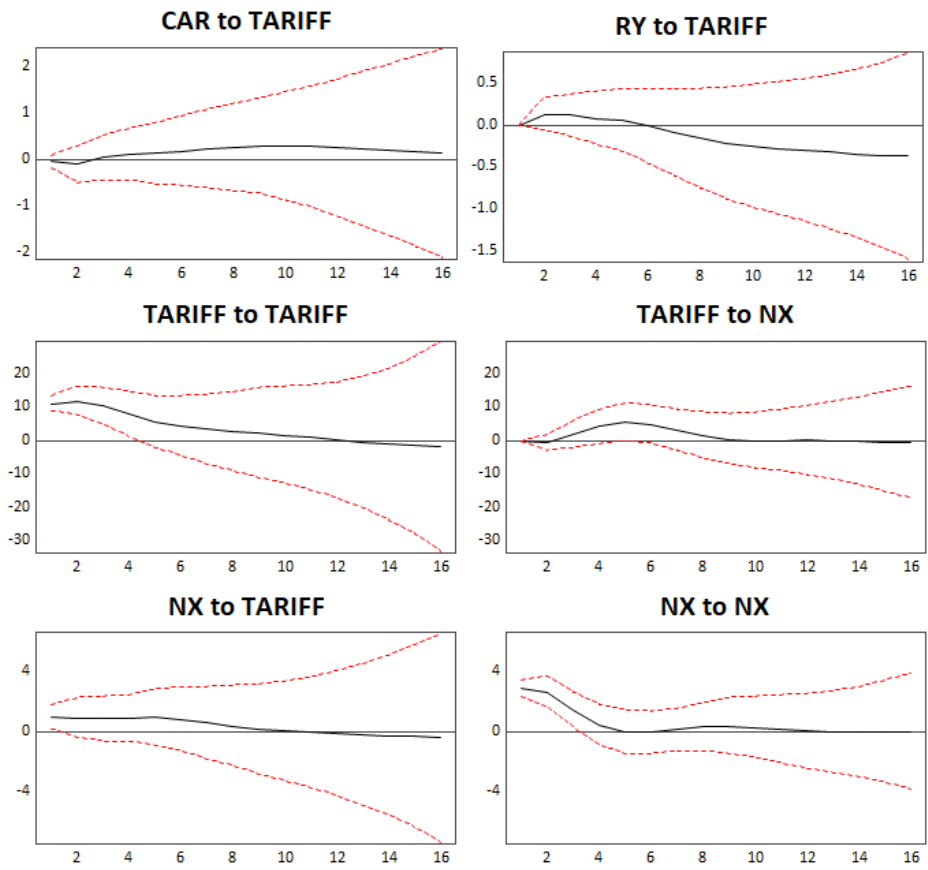 CAR to TARIFF
2
1
0
-1
-2
2 4 6 8 10 12 14 16
RY to TARIFF
0.5
0.0
-0.5
-1.0
-1.5
2 4 6 8 10 12 14 16
TARIFF to TARIFF
20
10
0
-10
-20
-30
2 4 6 8 10 12 14 16
TARIFF to NX
20
10
0
-10
-20
-30
2 4 6 8 10 12 14 16
NX to TARIFF
4
0
-4
2 4 6 8 10 12 14 16
NX to NX
4
0
-4
2 4 6 8 10 12 14 16